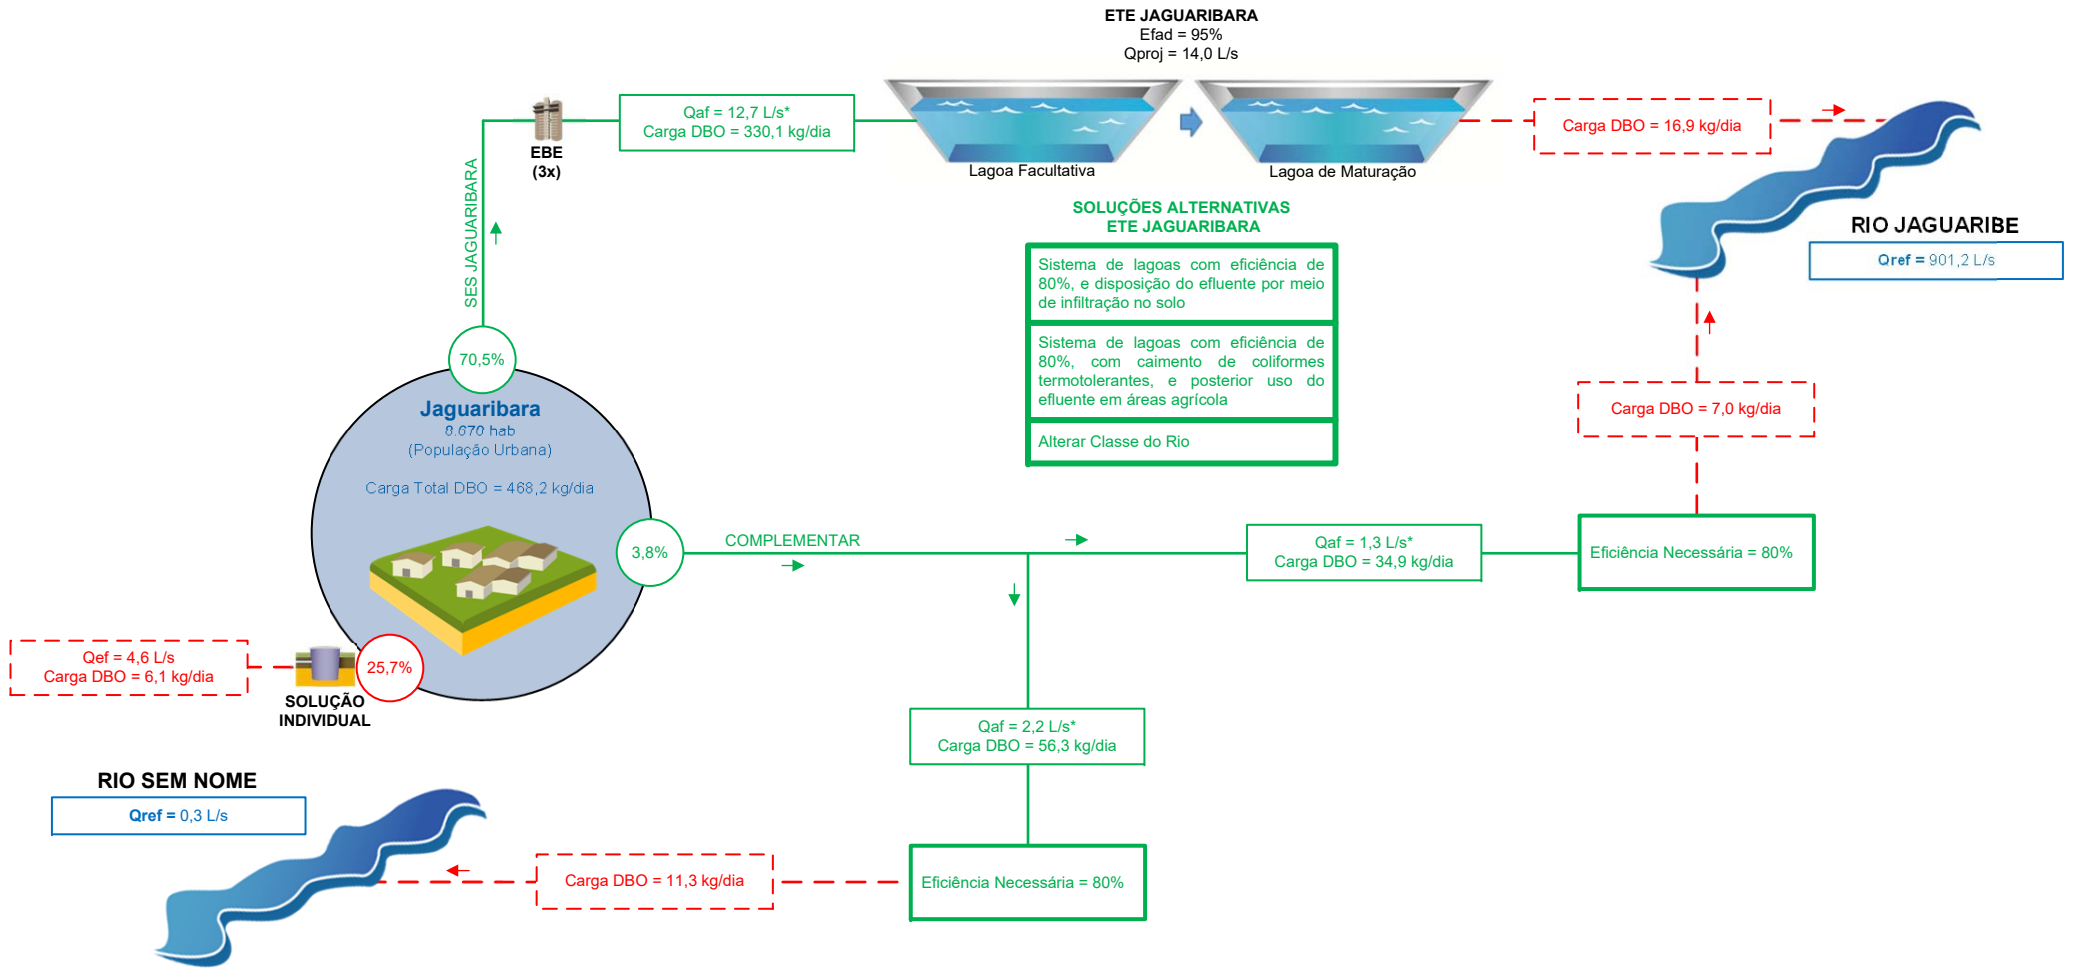 ETE JAGUARIBARA
Efad = 95%
Qproj = 14,0 L/s
Qaf = 12,7 L/s*
Carga DBO = 330,1 kg/dia
EBE
(3x)
Lagoa Facultativa
Lagoa de Maturação
Carga DBO = 16,9 kg/dia
RIO JAGUARIBE
Qref = 901,2 L/s
SES JAGUARIBARA
SOLUÇÕES ALTERNATIVAS
ETE JAGUARIBARA
Sistema de lagoas com eficiência de
80%, e disposição do efluente por meio
de infiltração no solo
Sistema de lagoas com eficiência de
80%, com caimento de coliformes
termotolerantes, e posterior uso do
efluente em áreas agrícola
Alterar Classe do Rio
70,5%
Jaguaribara
hab
(População Urbana)
Carga Total DBO = 468,2 kg/dia
3,8%
COMPLEMENTAR
Qaf = 1,3 L/s*
Carga DBO = 34,9 kg/dia
Eficiência Necessária = 80%
Carga DBO = 7,0 kg/dia
25,7%
Qef = 4,6 L/s
Carga DBO = 6,1 kg/dia
SOLUÇÃO
INDIVIDUAL
Qaf = 2,2 L/s*
Carga DBO = 56,3 kg/dia
Eficiência Necessária = 80%
Carga DBO = 11,3 kg/dia
RIO SEM NOME
Qref = 0,3 L/s